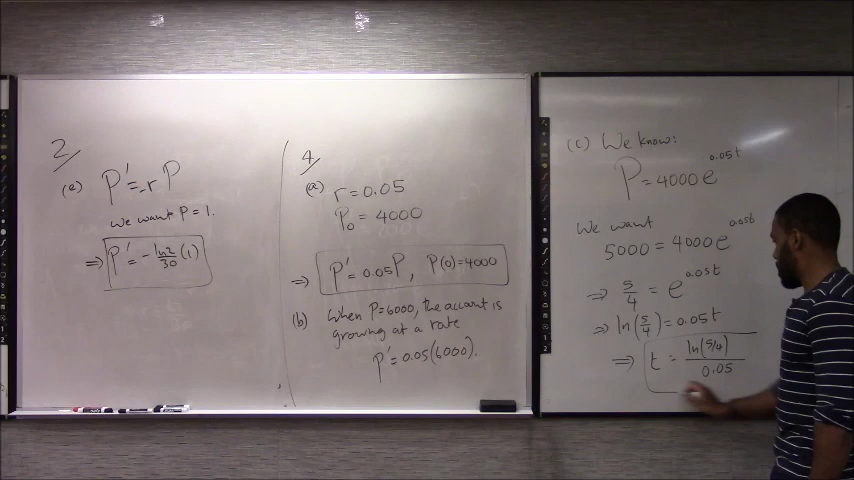 2/
(e) P' = -r P
we want P = 1.
⇒ P' = - ln2/30 (1)
4/
(a) r = 0.05
P₀ = 4000
⇒ P' = 0.05P, P(0) = 4000
(b) When P=6000, the account is
growing at a rate
P' = 0.05(6000).
(c) We know:
P = 4000e^0.05t
We want
5000 = 4000e^0.05t
⇒ 5/4 = e^0.05t
⇒ ln(5/4) = 0.05t
⇒ t = ln(5/4)/0.05